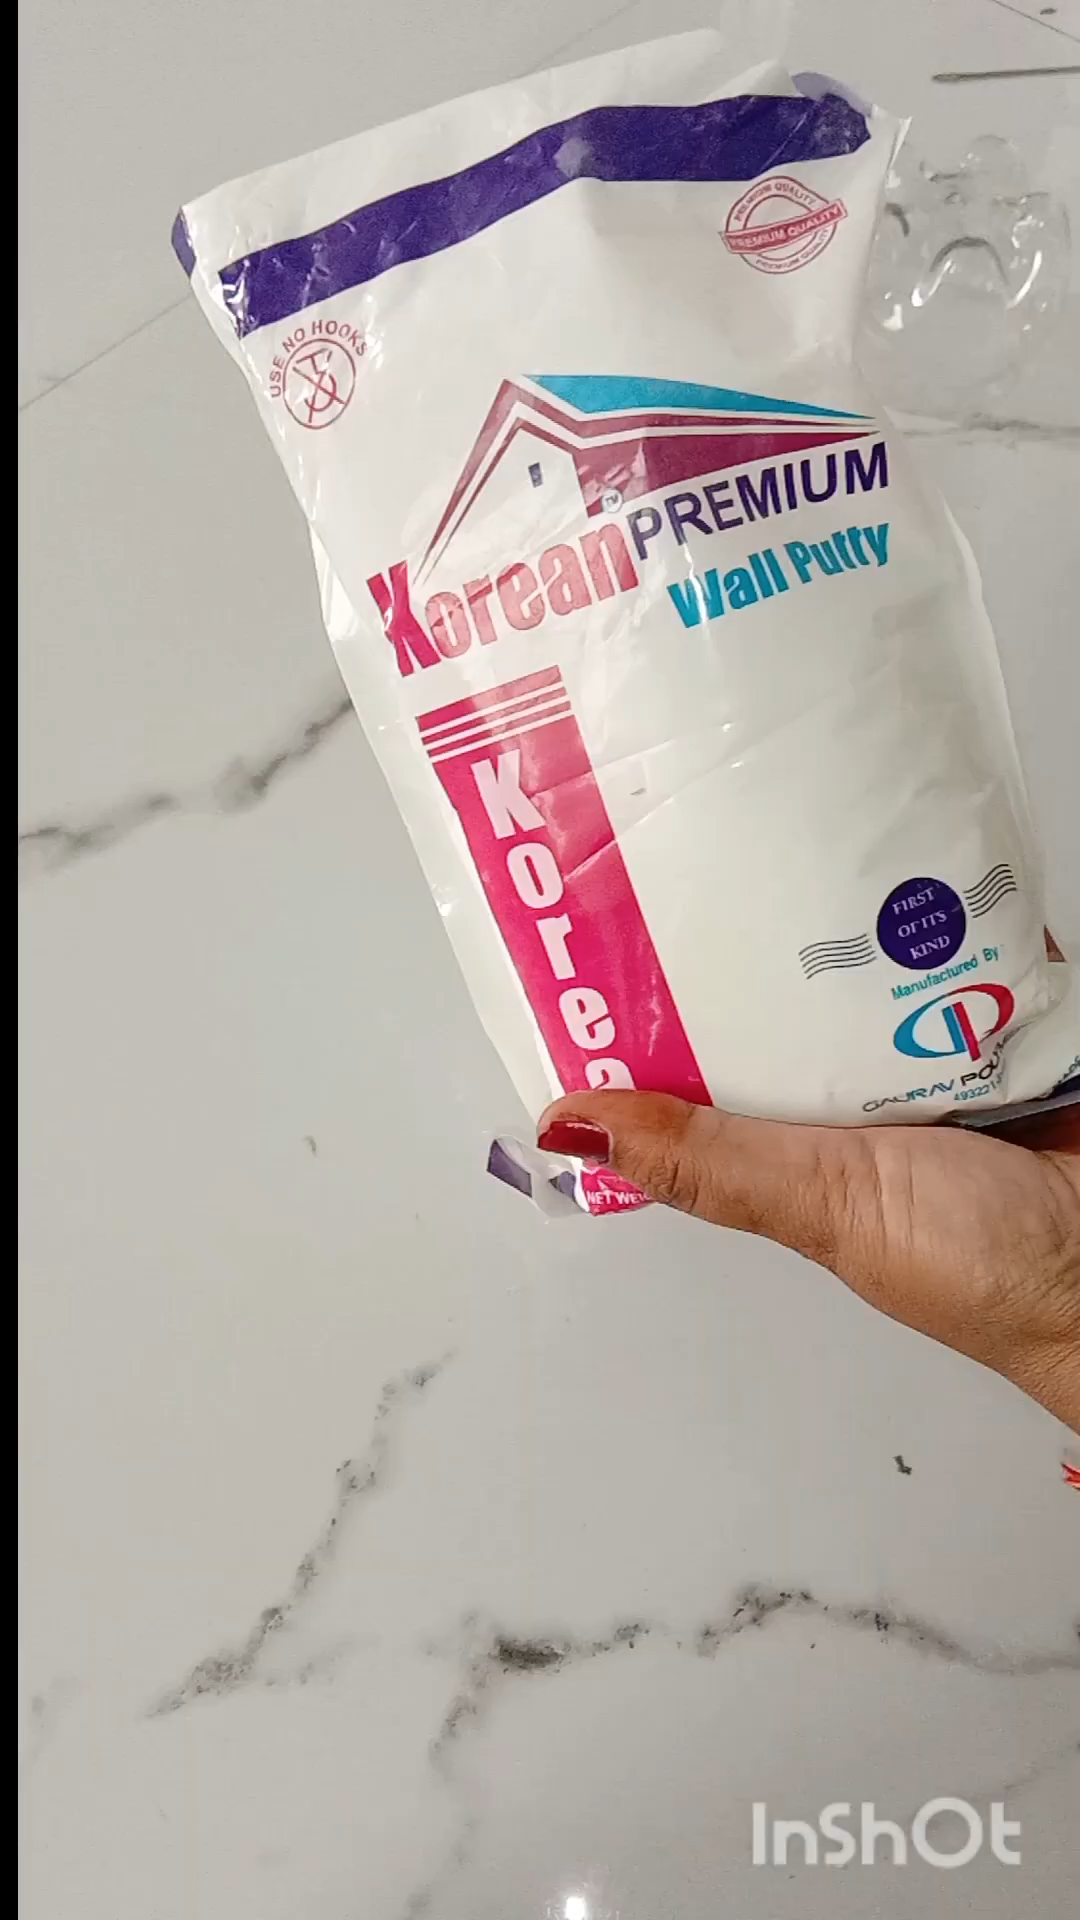 PREMIUM QUALITY
PREMIUM QUALITY
PREMIUM QUALITY
USE NO HOOKS
TM
Korean PREMIUM
Wall Putty
Korea
FIRST
OF ITS
KIND
Manufactured By
GAURAV
NET
InShOt